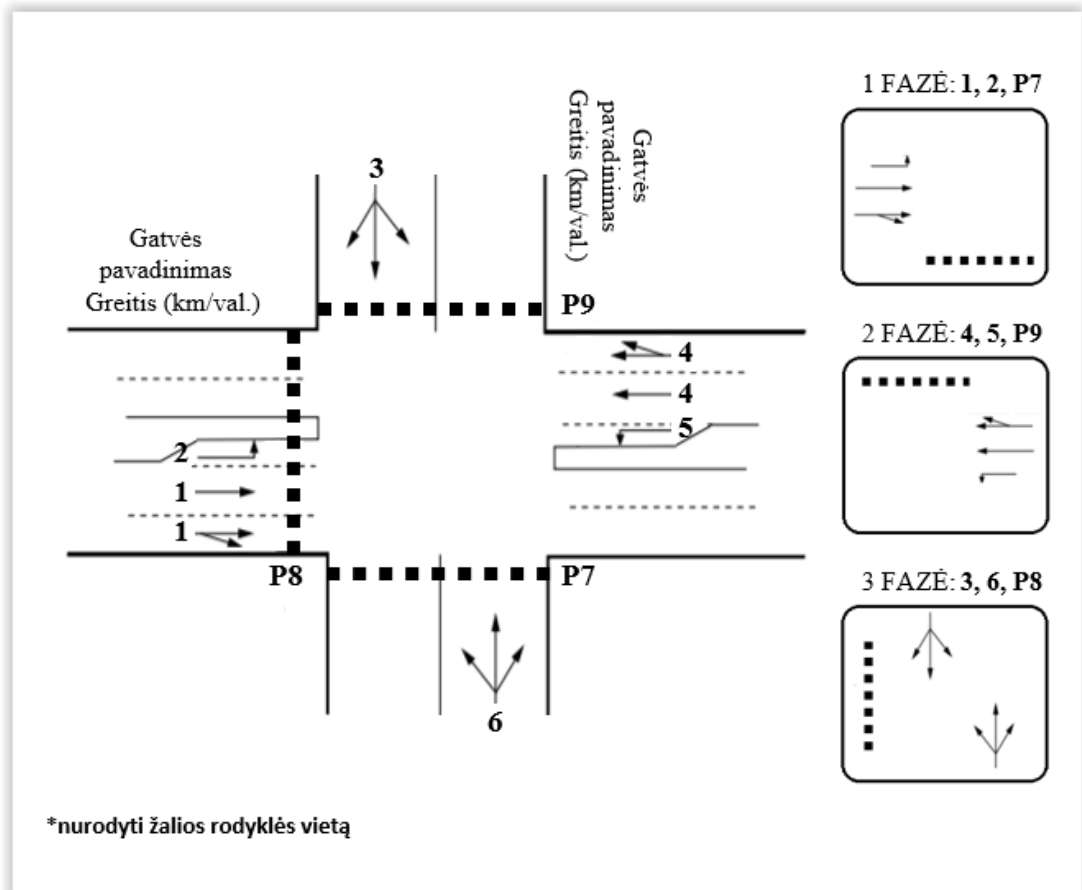 1 FAZĖ: 1, 2, P7
3
Gatvės
pavadinimas
Greitis (km/val.)
Gatvės
pavadinimas
Greitis (km/val.)
P9
4
4
5
2
1
1
P8
P7
6
2 FAZĖ: 4, 5, P9
3 FAZĖ: 3, 6, P8
*nurodyti žalios rodyklės vietą